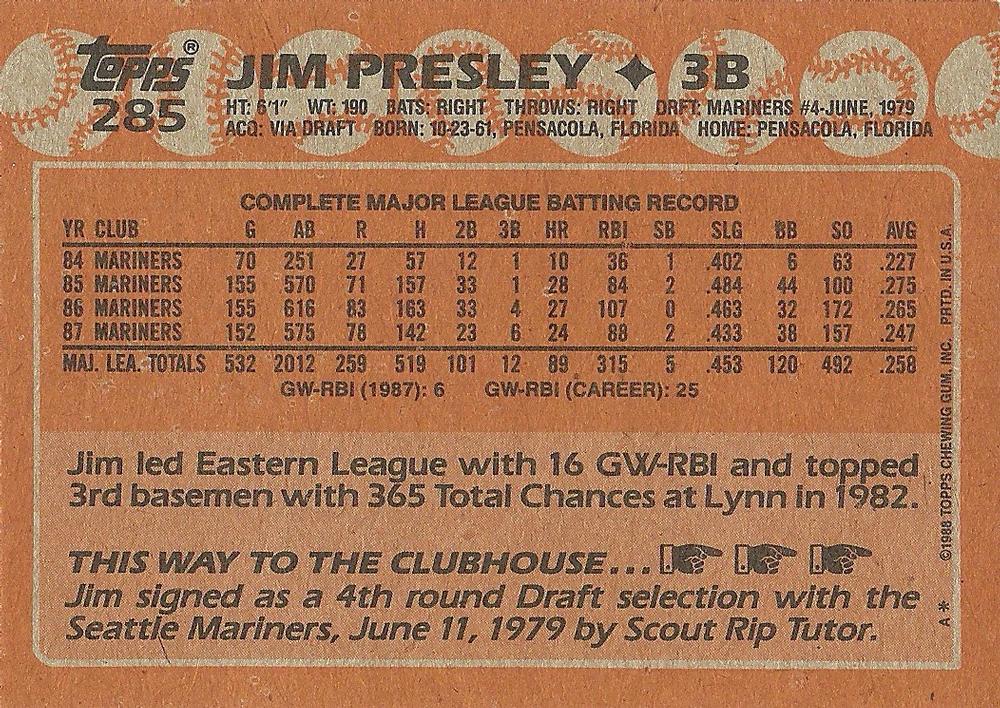 topps®
285
JIM PRESLEY ✦ 3B
HT: 6'1" WT: 190 BATS: RIGHT THROWS: RIGHT DRFT: MARINERS #4-JUNE, 1979
ACQ: VIA DRAFT BORN: 10-23-61, PENSACOLA, FLORIDA HOME: PENSACOLA, FLORIDA
COMPLETE MAJOR LEAGUE BATTING RECORD
YR CLUB G AB R H 2B 3B HR RBI SB SLG BB SO AVG
84 MARINERS 70 251 27 57 12 1 10 36 1 .402 6 63 .227
85 MARINERS 155 570 71 157 33 1 28 84 2 .484 44 100 .275
86 MARINERS 155 616 83 163 33 4 27 107 0 .463 32 172 .265
87 MARINERS 152 575 78 142 23 6 24 88 2 .433 38 157 .247
MAJ. LEA. TOTALS 532 2012 259 519 101 12 89 315 5 .453 120 492 .258
GW-RBI (1987): 6 GW-RBI (CAREER): 25
Jim led Eastern League with 16 GW-RBI and topped
3rd basemen with 365 Total Chances at Lynn in 1982.
THIS WAY TO THE CLUBHOUSE...
Jim signed as a 4th round Draft selection with the
Seattle Mariners, June 11, 1979 by Scout Rip Tutor.
©1988 TOPPS CHEWING GUM, INC. PRTD. IN U.S.A.
A *